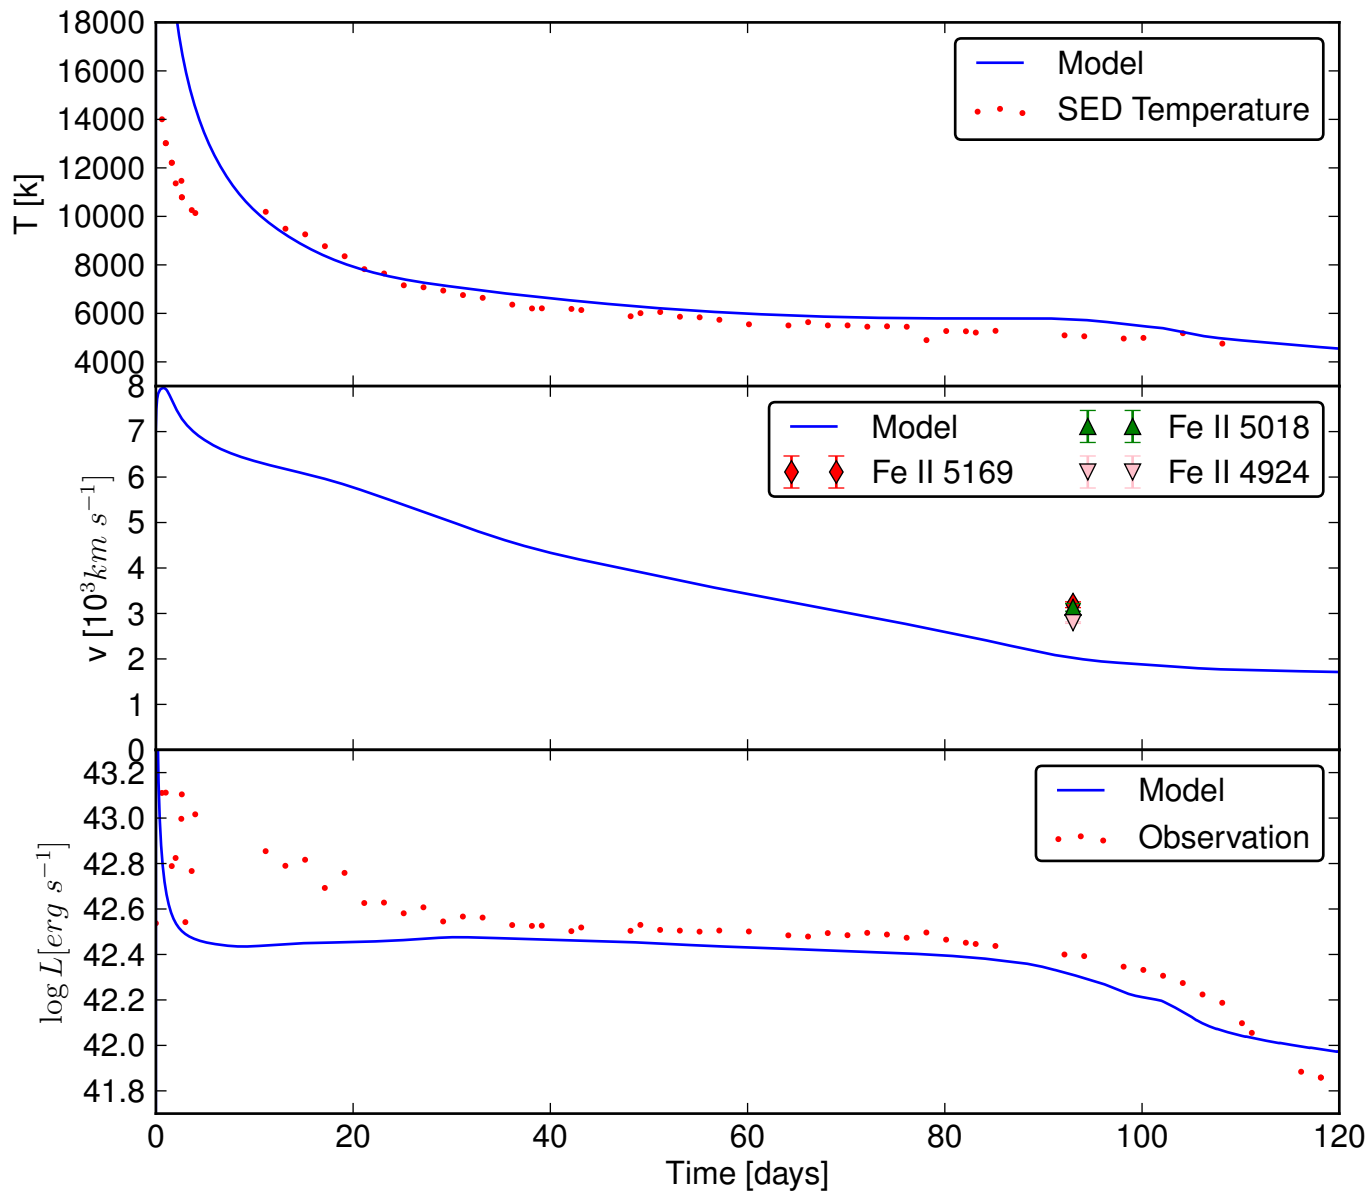 18000
16000
14000
12000
10000
8000
6000
4000
T [k]
Model
SED Temperature
8
7
6
5
4
3
2
1
0
v [10³km s⁻¹]
Model
Fe II 5169
Fe II 5018
Fe II 4924
43.2
43.0
42.8
42.6
42.4
42.2
42.0
41.8
log L[erg s⁻¹]
Model
Observation
0 20 40 60 80 100 120
Time [days]